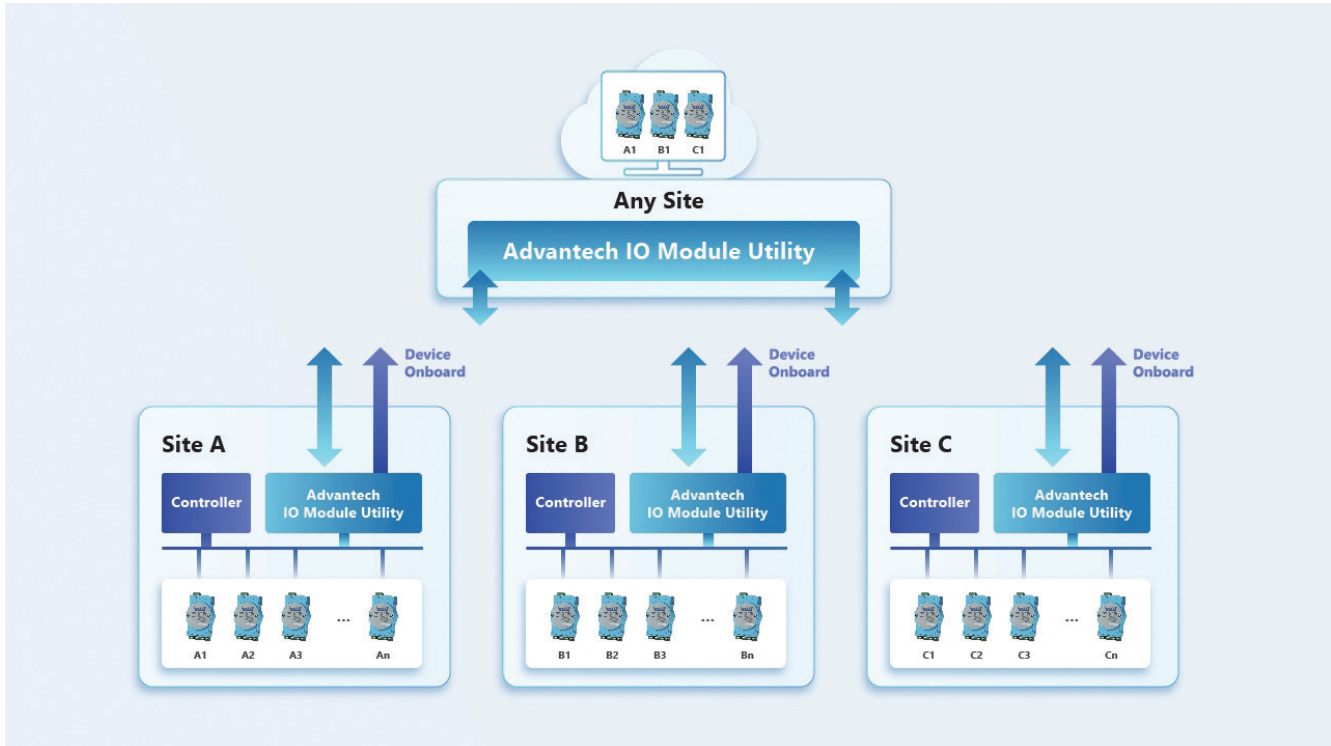 A1 B1 C1
Any Site
Advantech IO Module Utility
Device
Onboard
Device
Onboard
Device
Onboard
Site A
Controller
Advantech
IO Module Utility
A1 A2 A3 ... An
Site B
Controller
Advantech
IO Module Utility
B1 B2 B3 ... Bn
Site C
Controller
Advantech
IO Module Utility
C1 C2 C3 ... Cn